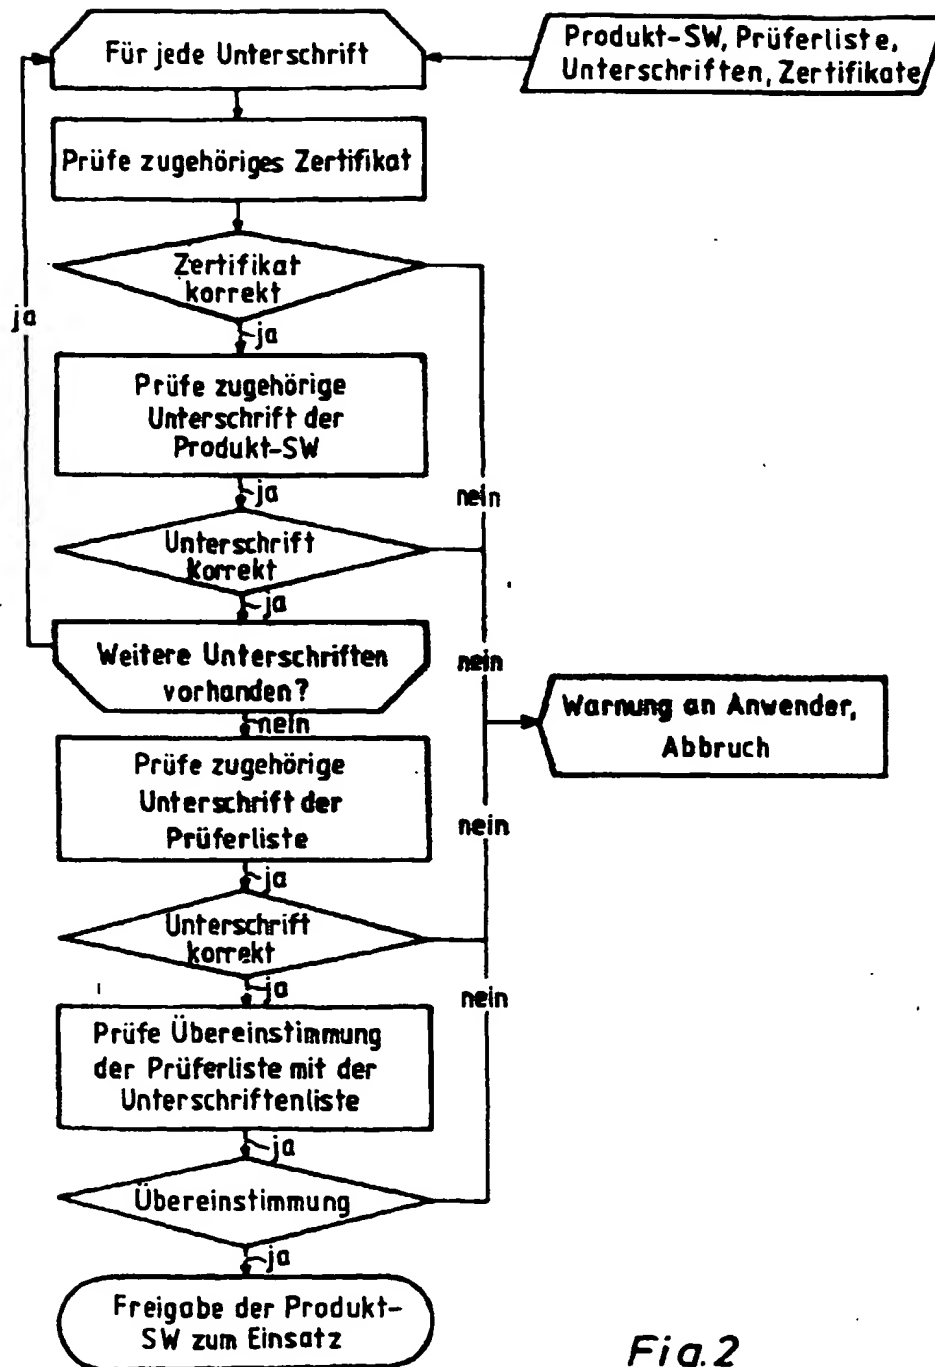 Für jede Unterschrift
Produkt-SW, Prüferliste,
Unterschriften, Zertifikate
Prüfe zugehöriges Zertifikat
Zertifikat
korrekt
ja
ja
Prüfe zugehörige
Unterschrift der
Produkt-SW
ja
nein
Unterschrift
korrekt
ja
Weitere Unterschriften
vorhanden?
nein
nein
Warnung an Anwender,
Abbruch
Prüfe zugehörige
Unterschrift der
Prüferliste
nein
ja
Unterschrift
korrekt
ja
nein
Prüfe Übereinstimmung
der Prüferliste mit der
Unterschriftenliste
ja
Übereinstimmung
ja
Freigabe der Produkt-
SW zum Einsatz
Fig.2